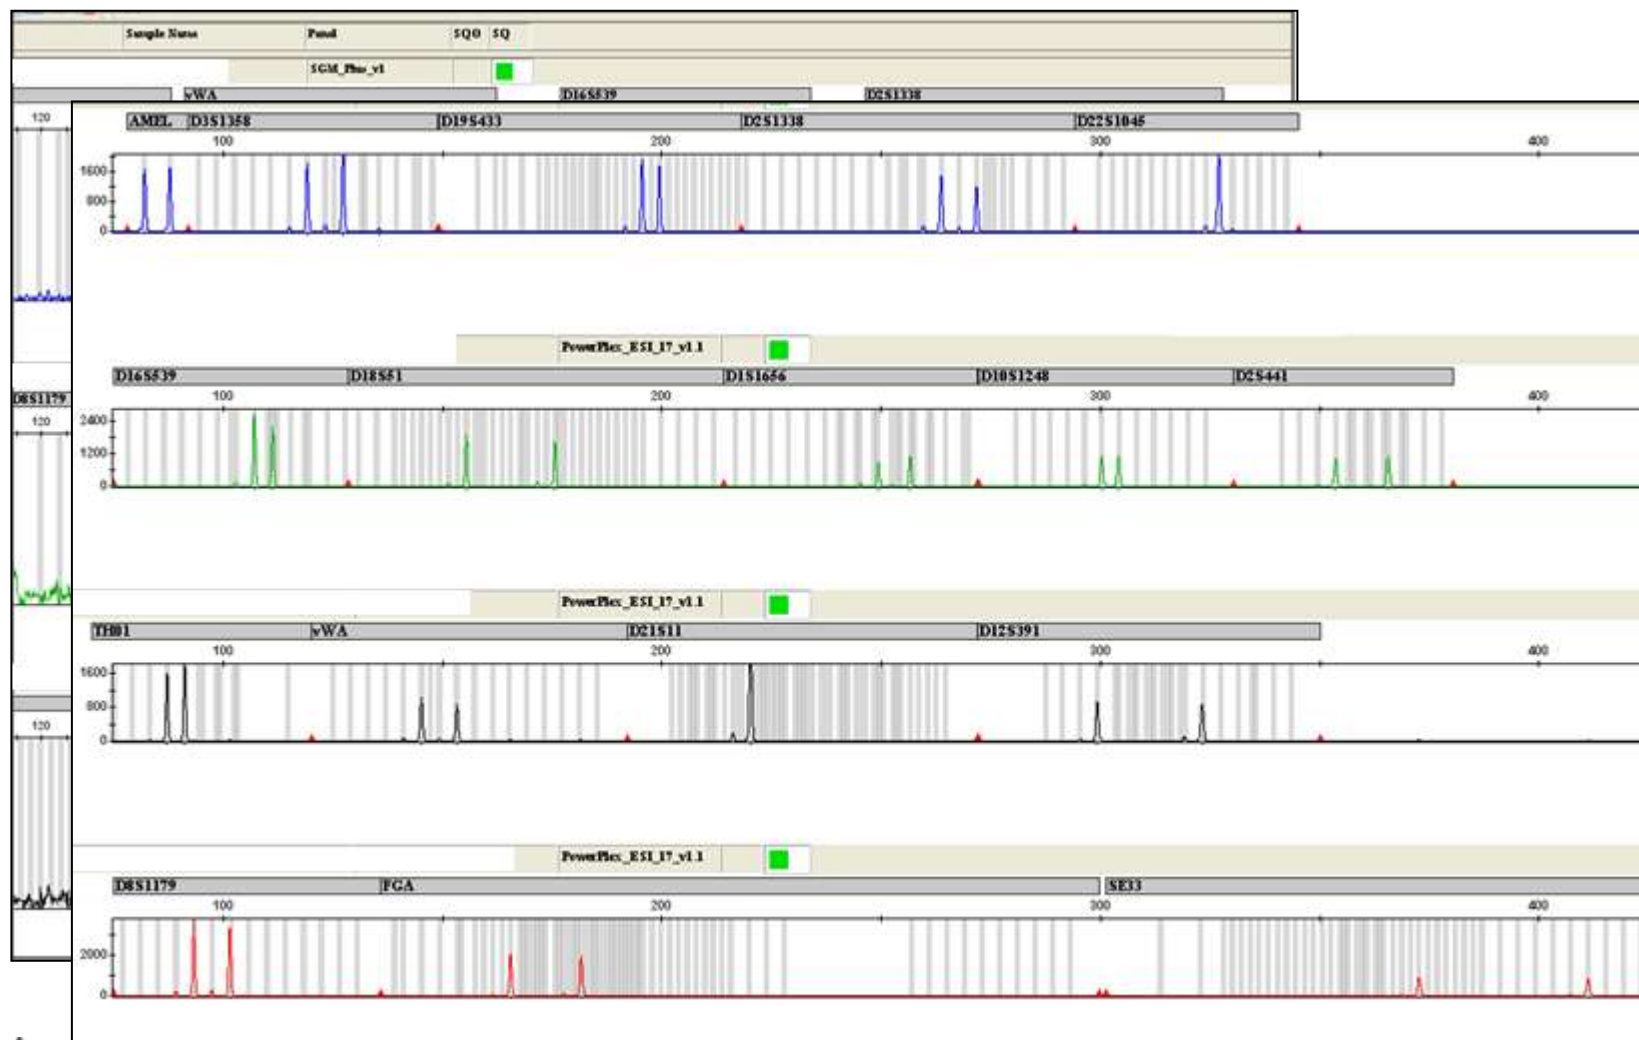 Sample Name Panel SQO SQ
SGM_Plus_v1
vWA D16S539 D2S1338
120
AMEL D3S1358 D19S433 D2S1338 D22S1045
100 200 300 400
1600
800
0
PowerPlex_ESI_17_v1.1
D16S539 D18S51 D1S1656 D10S1248 D2S441
D8S1179
100 200 300 400
120
2400
1200
0
PowerPlex_ESI_17_v1.1
TH01 vWA D21S11 D12S391
100 200 300 400
1600
800
0
120
PowerPlex_ESI_17_v1.1
D8S1179 FGA SE33
100 200 300 400
2000
0